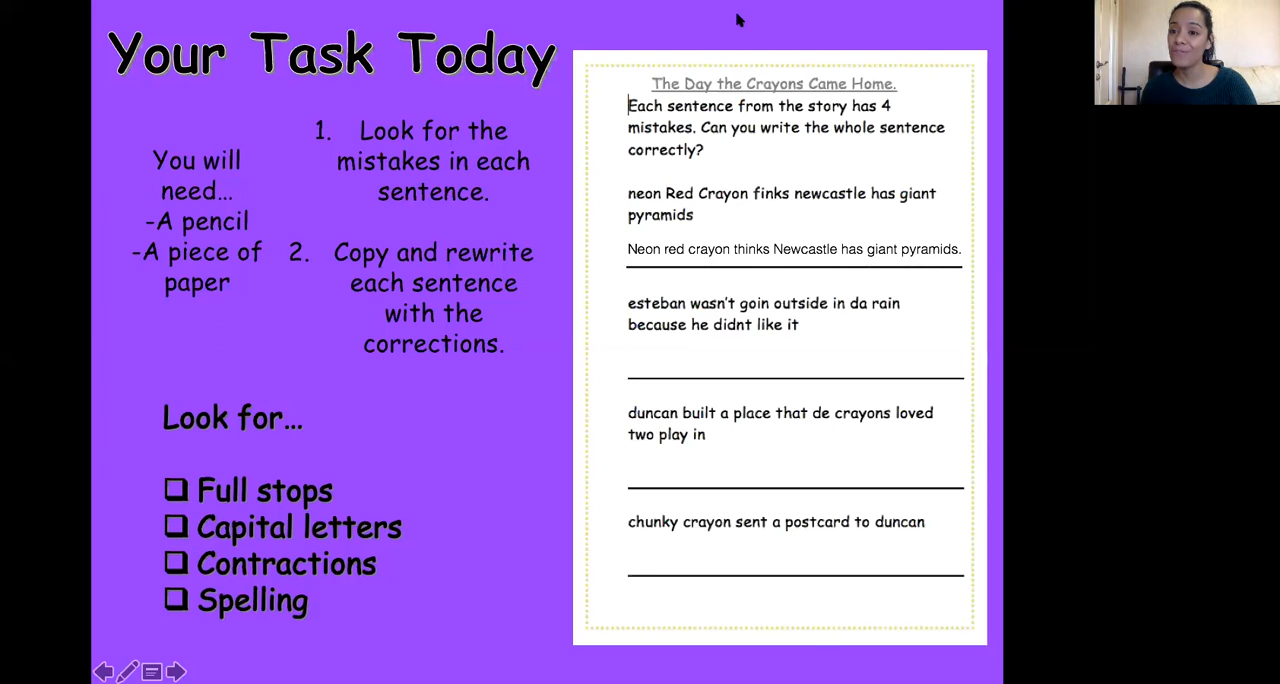 Your Task Today
You will
need...
-A pencil
-A piece of
paper
1. Look for the
mistakes in each
sentence.
2. Copy and rewrite
each sentence
with the
corrections.
Look for...
Full stops
Capital letters
Contractions
Spelling
The Day the Crayons Came Home.
Each sentence from the story has 4
mistakes. Can you write the whole sentence
correctly?
neon Red Crayon finks newcastle has giant
pyramids
Neon red crayon thinks Newcastle has giant pyramids.
esteban wasn't goin outside in da rain
because he didnt like it
duncan built a place that de crayons loved
two play in
chunky crayon sent a postcard to duncan